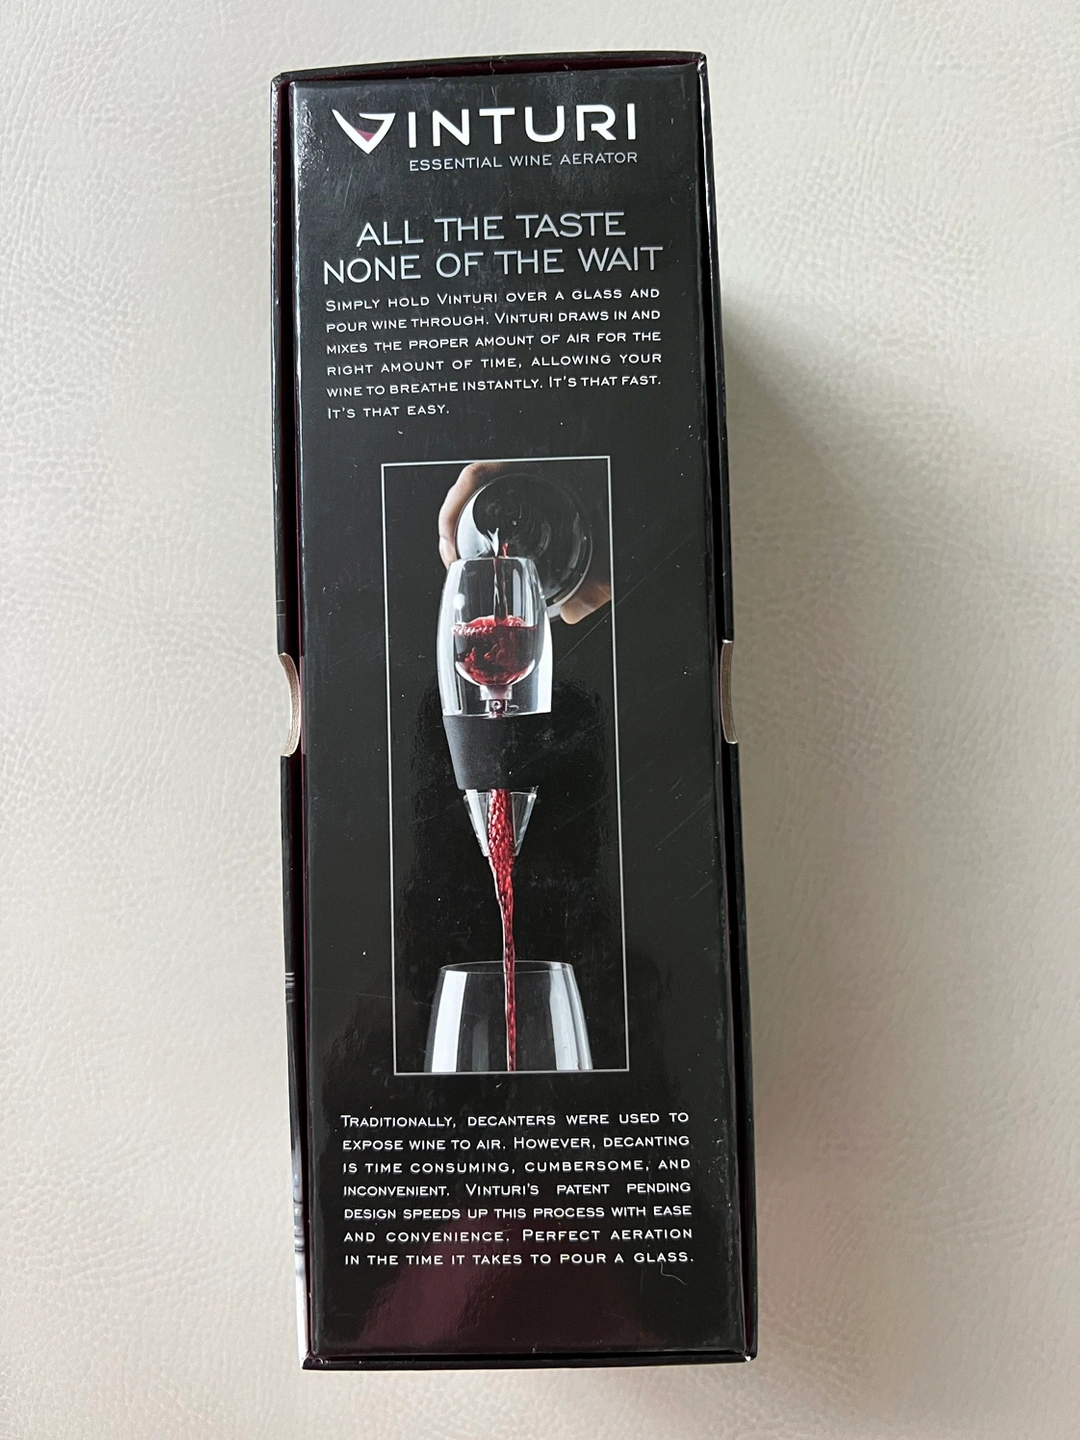 VINTURI
ESSENTIAL WINE AERATOR
ALL THE TASTE
NONE OF THE WAIT
SIMPLY HOLD VINTURI OVER A GLASS AND
POUR WINE THROUGH. VINTURI DRAWS IN AND
MIXES THE PROPER AMOUNT OF AIR FOR THE
RIGHT AMOUNT OF TIME, ALLOWING YOUR
WINE TO BREATHE INSTANTLY. IT'S THAT FAST.
IT'S THAT EASY.
TRADITIONALLY, DECANTERS WERE USED TO
EXPOSE WINE TO AIR. HOWEVER, DECANTING
IS TIME CONSUMING, CUMBERSOME, AND
INCONVENIENT. VINTURI'S PATENT PENDING
DESIGN SPEEDS UP THIS PROCESS WITH EASE
AND CONVENIENCE. PERFECT AERATION
IN THE TIME IT TAKES TO POUR A GLASS.